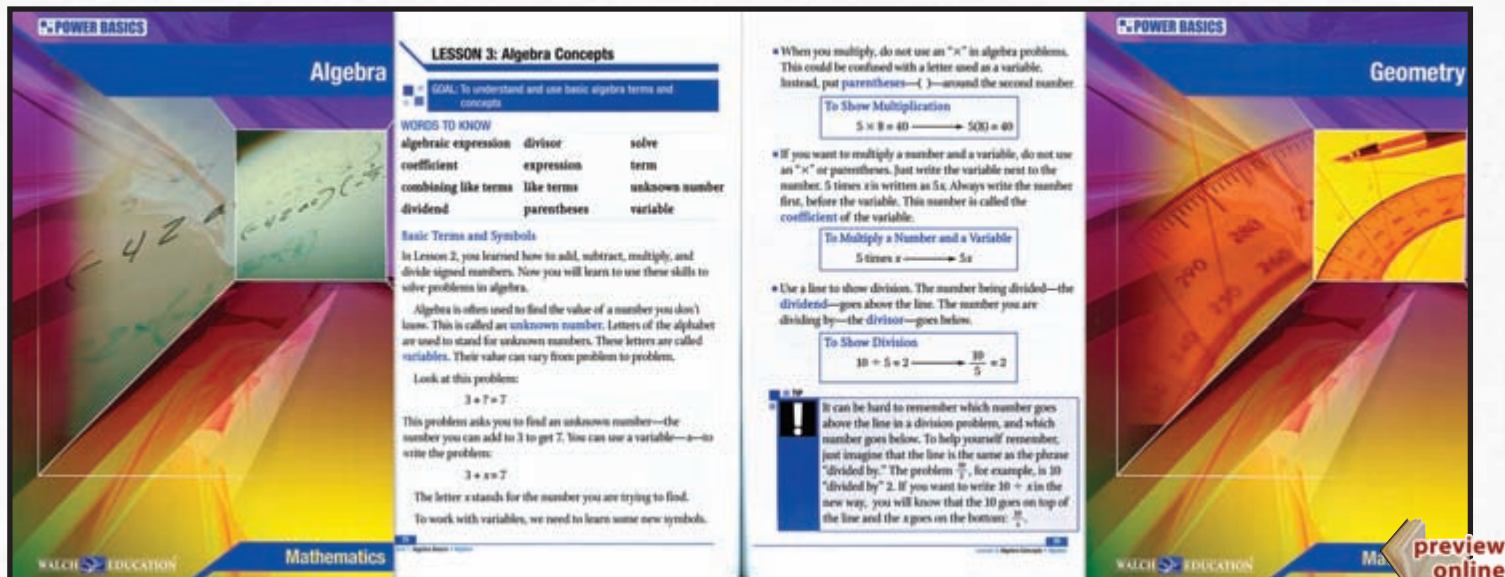 POWER BASICS
Algebra
WALCH EDUCATION
Mathematics
LESSON 3: Algebra Concepts
GOAL: To understand and use basic algebra terms and
concepts
WORDS TO KNOW
algebraic expression divisor solve
coefficient expression term
combining like terms like terms unknown number
dividend parentheses variable
Basic Terms and Symbols
In Lesson 2, you learned how to add, subtract, multiply, and
divide signed numbers. Now you will learn to use these skills to
solve problems in algebra.
Algebra is often used to find the value of a number you don't
know. This is called an unknown number. Letters of the alphabet
are used to stand for unknown numbers. These letters are called
variables. Their value can vary from problem to problem.
Look at this problem:
3 + ? = 7
This problem asks you to find an unknown number—the
number you can add to 3 to get 7. You can use a variable—to
write the problem:
3 + x = 7
The letter x stands for the number you are trying to find.
To work with variables, we need to learn some new symbols.
When you multiply, do not use an "×" in algebra problems.
This could be confused with a letter used as a variable.
Instead, put parentheses—( )—around the second number.
To Show Multiplication
5 × 8 = 40 → 5(8) = 40
If you want to multiply a number and a variable, do not use
an "×" or parentheses. Just write the variable next to the
number. 5 times x is written as 5x. Always write the number
first, before the variable. This number is called the
coefficient of the variable.
To Multiply a Number and a Variable
5 times x → 5x
Use a line to show division. The number being divided—the
dividend—goes above the line. The number you are
dividing by—the divisor—goes below.
To Show Division
10 ÷ 5 = 2 → 10/5 = 2
TIP
!
It can be hard to remember which number goes
above the line in a division problem, and which
number goes below. To help yourself remember,
just imagine that the line is the same as the phrase
"divided by." The problem 10/2, for example, is 10
"divided by" 2. If you want to write 10 ÷ x in the
new way, you will know that the 10 goes on top of
the line and the x goes on the bottom: 10/x.
POWER BASICS
Geometry
290
280
270
260
WALCH EDUCATION
Ma
preview
online